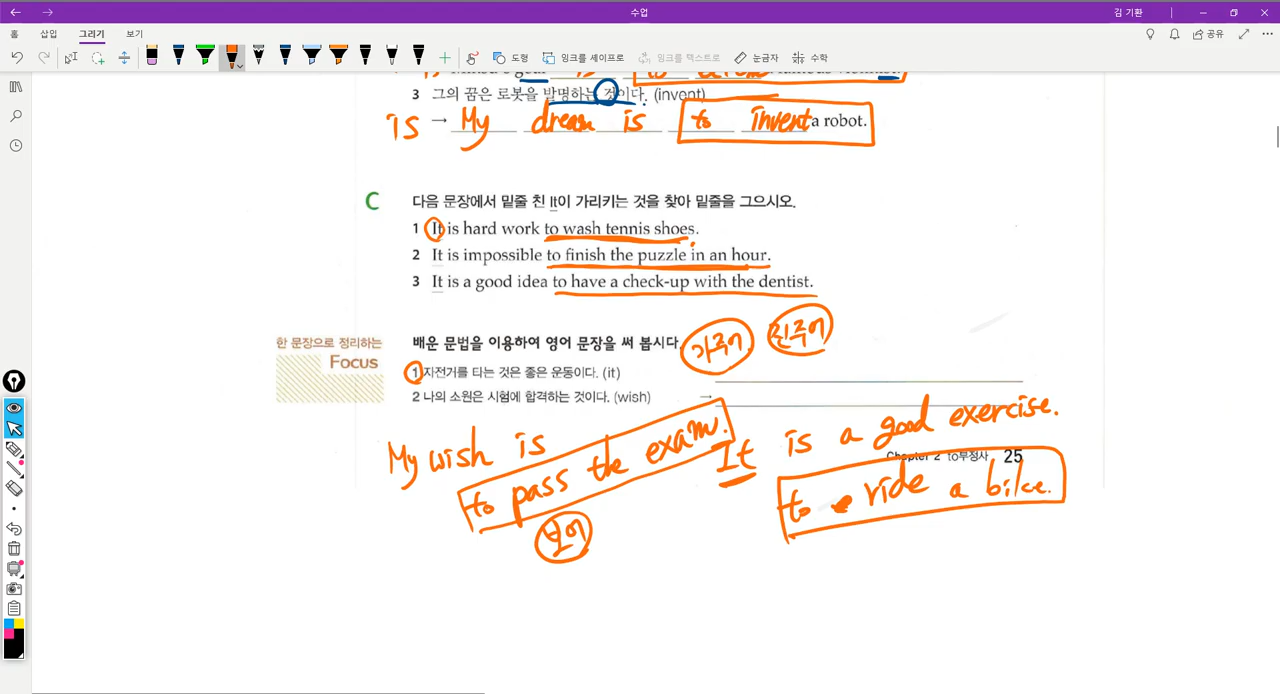 수업
김 기환
홈 삽입 그리기 보기
공유
도형 잉크를 셰이프로 잉크를 텍스트로 눈금자 수학
3 그의 꿈은 로봇을 발명하는 것이다. (invent)
is → My dream is to invent a robot.
C 다음 문장에서 밑줄 친 It이 가리키는 것을 찾아 밑줄을 그으시오.
1 It is hard work to wash tennis shoes.
2 It is impossible to finish the puzzle in an hour.
3 It is a good idea to have a check-up with the dentist.
가주어 진주어
한 문장으로 정리하는 배운 문법을 이용하여 영어 문장을 써 봅시다.
Focus
1 자전거를 타는 것은 좋은 운동이다. (it)
2 나의 소원은 시험에 합격하는 것이다. (wish) →
My wish is It is a good exercise.
Chapter 2 to부정사 25
to pass the exam. to ride a bike.
보어